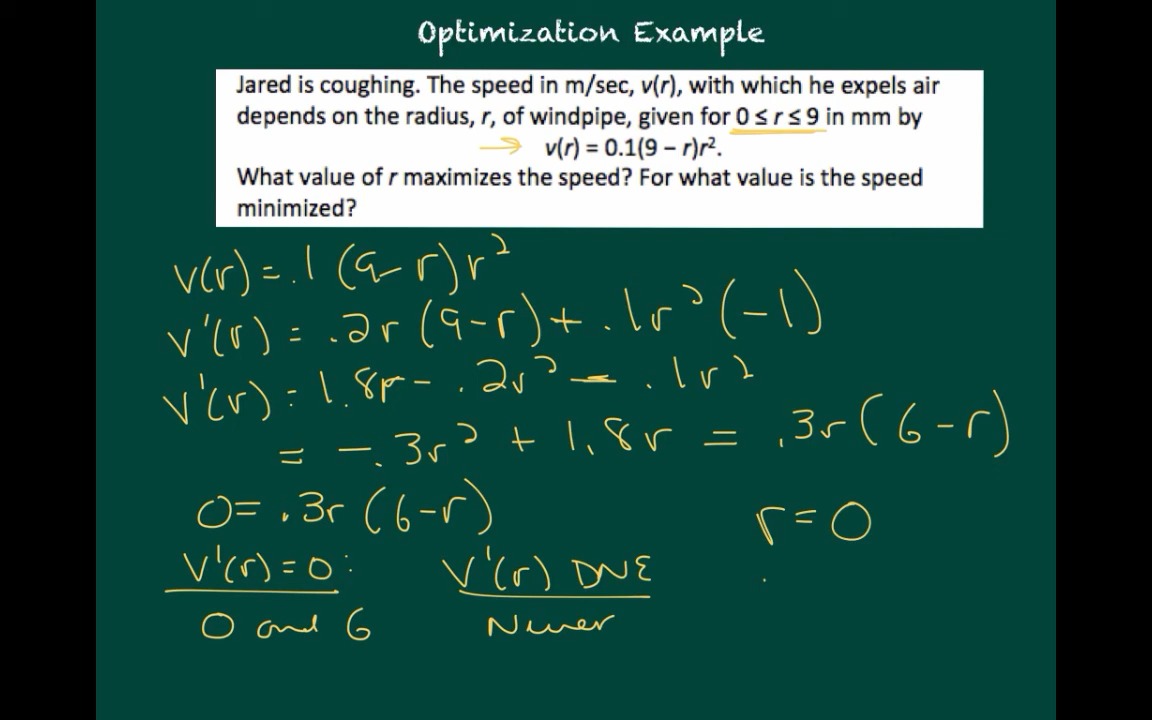 Optimization Example
Jared is coughing. The speed in m/sec, v(r), with which he expels air
depends on the radius, r, of windpipe, given for 0 ≤ r ≤ 9 in mm by
→ v(r) = 0.1(9 – r)r².
What value of r maximizes the speed? For what value is the speed
minimized?
v(r) = .1 (9 - r) r²
v'(r) = .2r (9-r) + .1r² (-1)
v'(r) = 1.8r - .2r² - .1r²
= -.3r² + 1.8r = .3r (6-r)
0 = .3r (6-r)
r = 0
v'(r) = 0: v'(r) DNE
0 and 6 Never